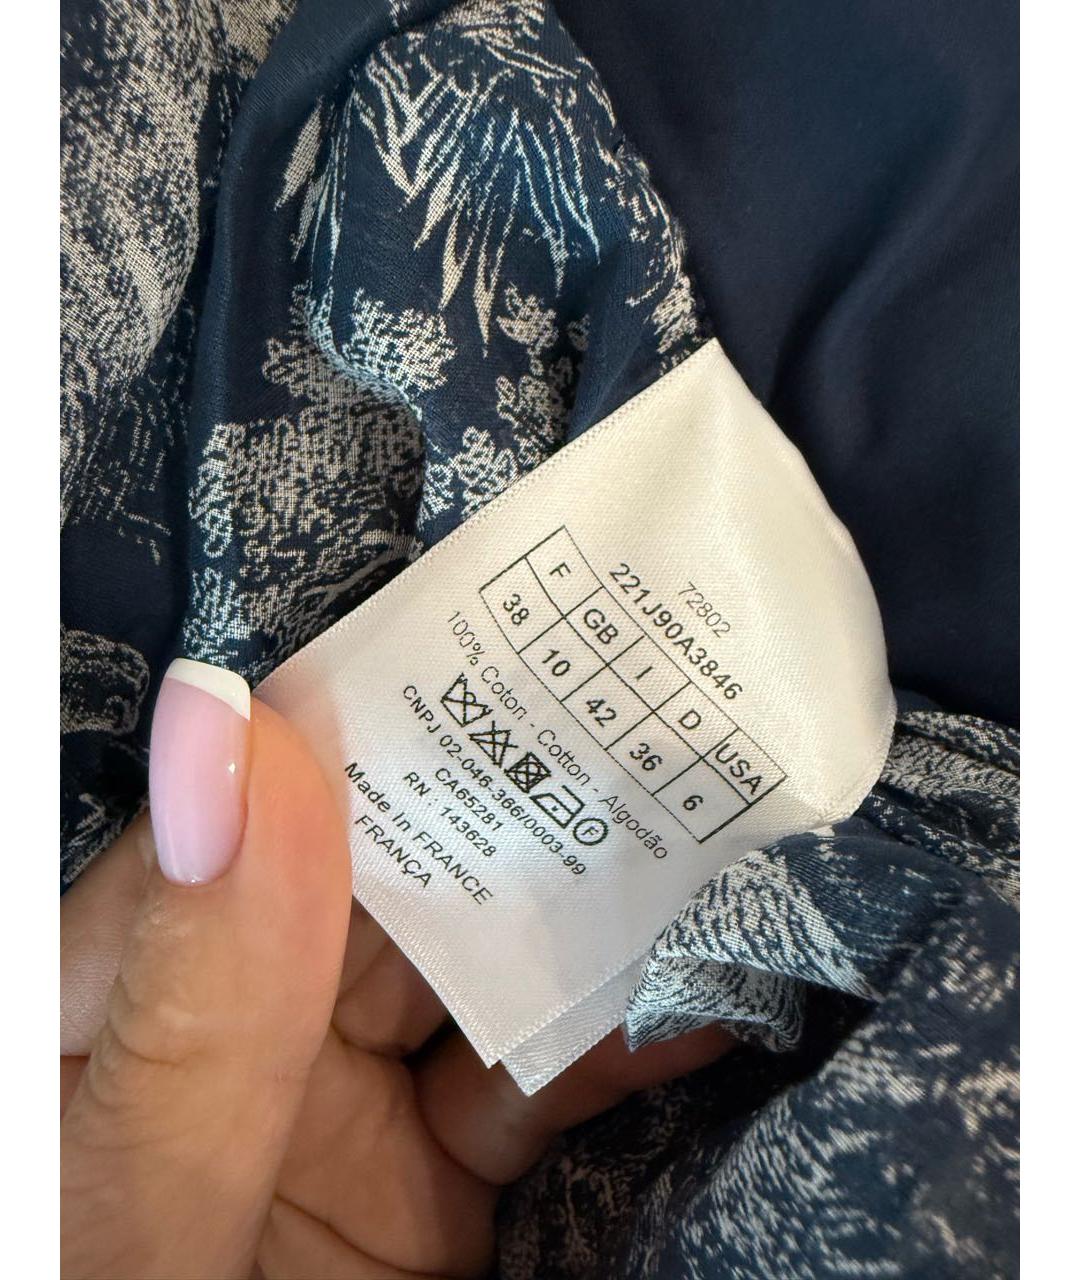 72802
221J90A3846
F GB I D USA
38 10 42 36 6
100% Coton - Cotton - Algodão
F
CNPJ 02-046-366/0003-99
CA65281
RN : 143628
Made In FRANCE
FRANÇA